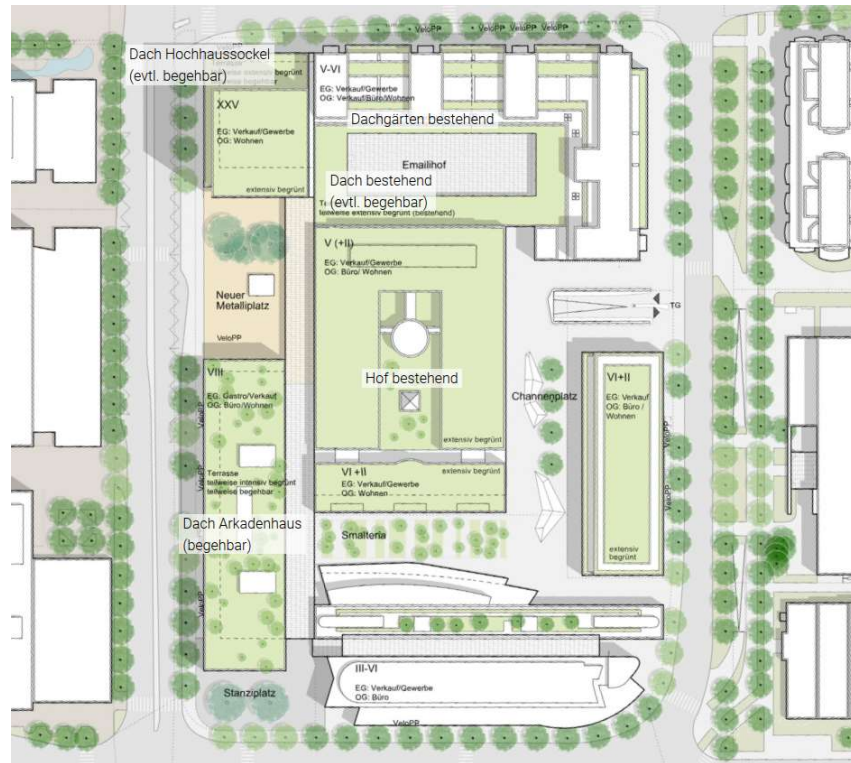 VeloPP
VeloPP
VeloPP
VeloPP
Dach Hochhaussockel
(evtl. begehbar)
XXV
EG: Verkauf/Gewerbe
OG: Wohnen
extensiv begrünt
V-VI
EG: Verkauf/Gewerbe
OG: Verkauf/Büro/Wohnen
Dachgärten bestehend
Emailihof
Dach bestehend
(evtl. begehbar)
teilweise extensiv begrünt (bestehend)
V (+II)
EG: Verkauf/Gewerbe
OG: Büro/ Wohnen
Neuer
Metalliplatz
VeloPP
TG
VIII
EG: Gastro/Verkauf
OG: Büro/Wohnen
Hof bestehend
Channenplatz
VI+II
EG: Verkauf
OG: Büro /
Wohnen
VeloPP
VeloPP
extensiv begrünt
VeloPP
VeloPP
Terrasse
teilweise intensiv begrünt
teilweise begehbar
VI +II
extensiv begrünt
EG: Verkauf/Gewerbe
OG: Wohnen
Dach Arkadenhaus
(begehbar)
Smalteria
extensiv
begrünt
VeloPP
Stanziplatz
III-VI
EG: Verkauf/Gewerbe
OG: Büro
VeloPP